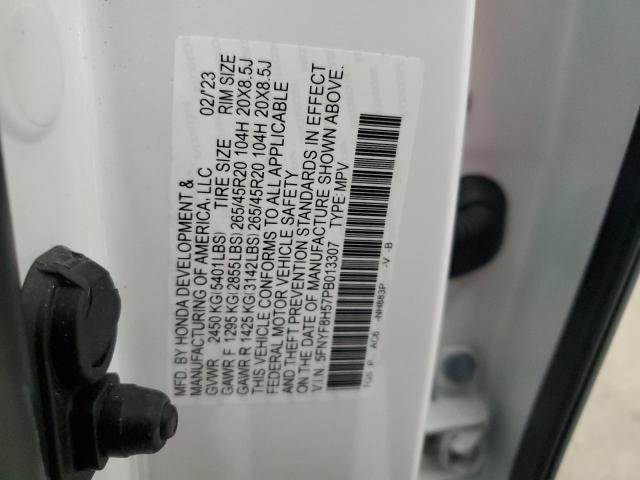 MFD. BY HONDA DEVELOPMENT &
MANUFACTURING OF AMERICA, LLC 02/'23
GVWR 2450 KG(5401LBS) TIRE SIZE RIM SIZE
GAWR F 1295 KG(2855LBS) 265/45R20 104H 20X8.5J
GAWR R 1425 KG(3142LBS) 265/45R20 104H 20X8.5J
THIS VEHICLE CONFORMS TO ALL APPLICABLE
FEDERAL MOTOR VEHICLE SAFETY
AND THEFT PREVENTION STANDARDS IN EFFECT
ON THE DATE OF MANUFACTURE SHOWN ABOVE.
V.I.N. 5FNYF8H57PB013307 TYPE:MPV
TG5 P AC6 -NH883P -V -B